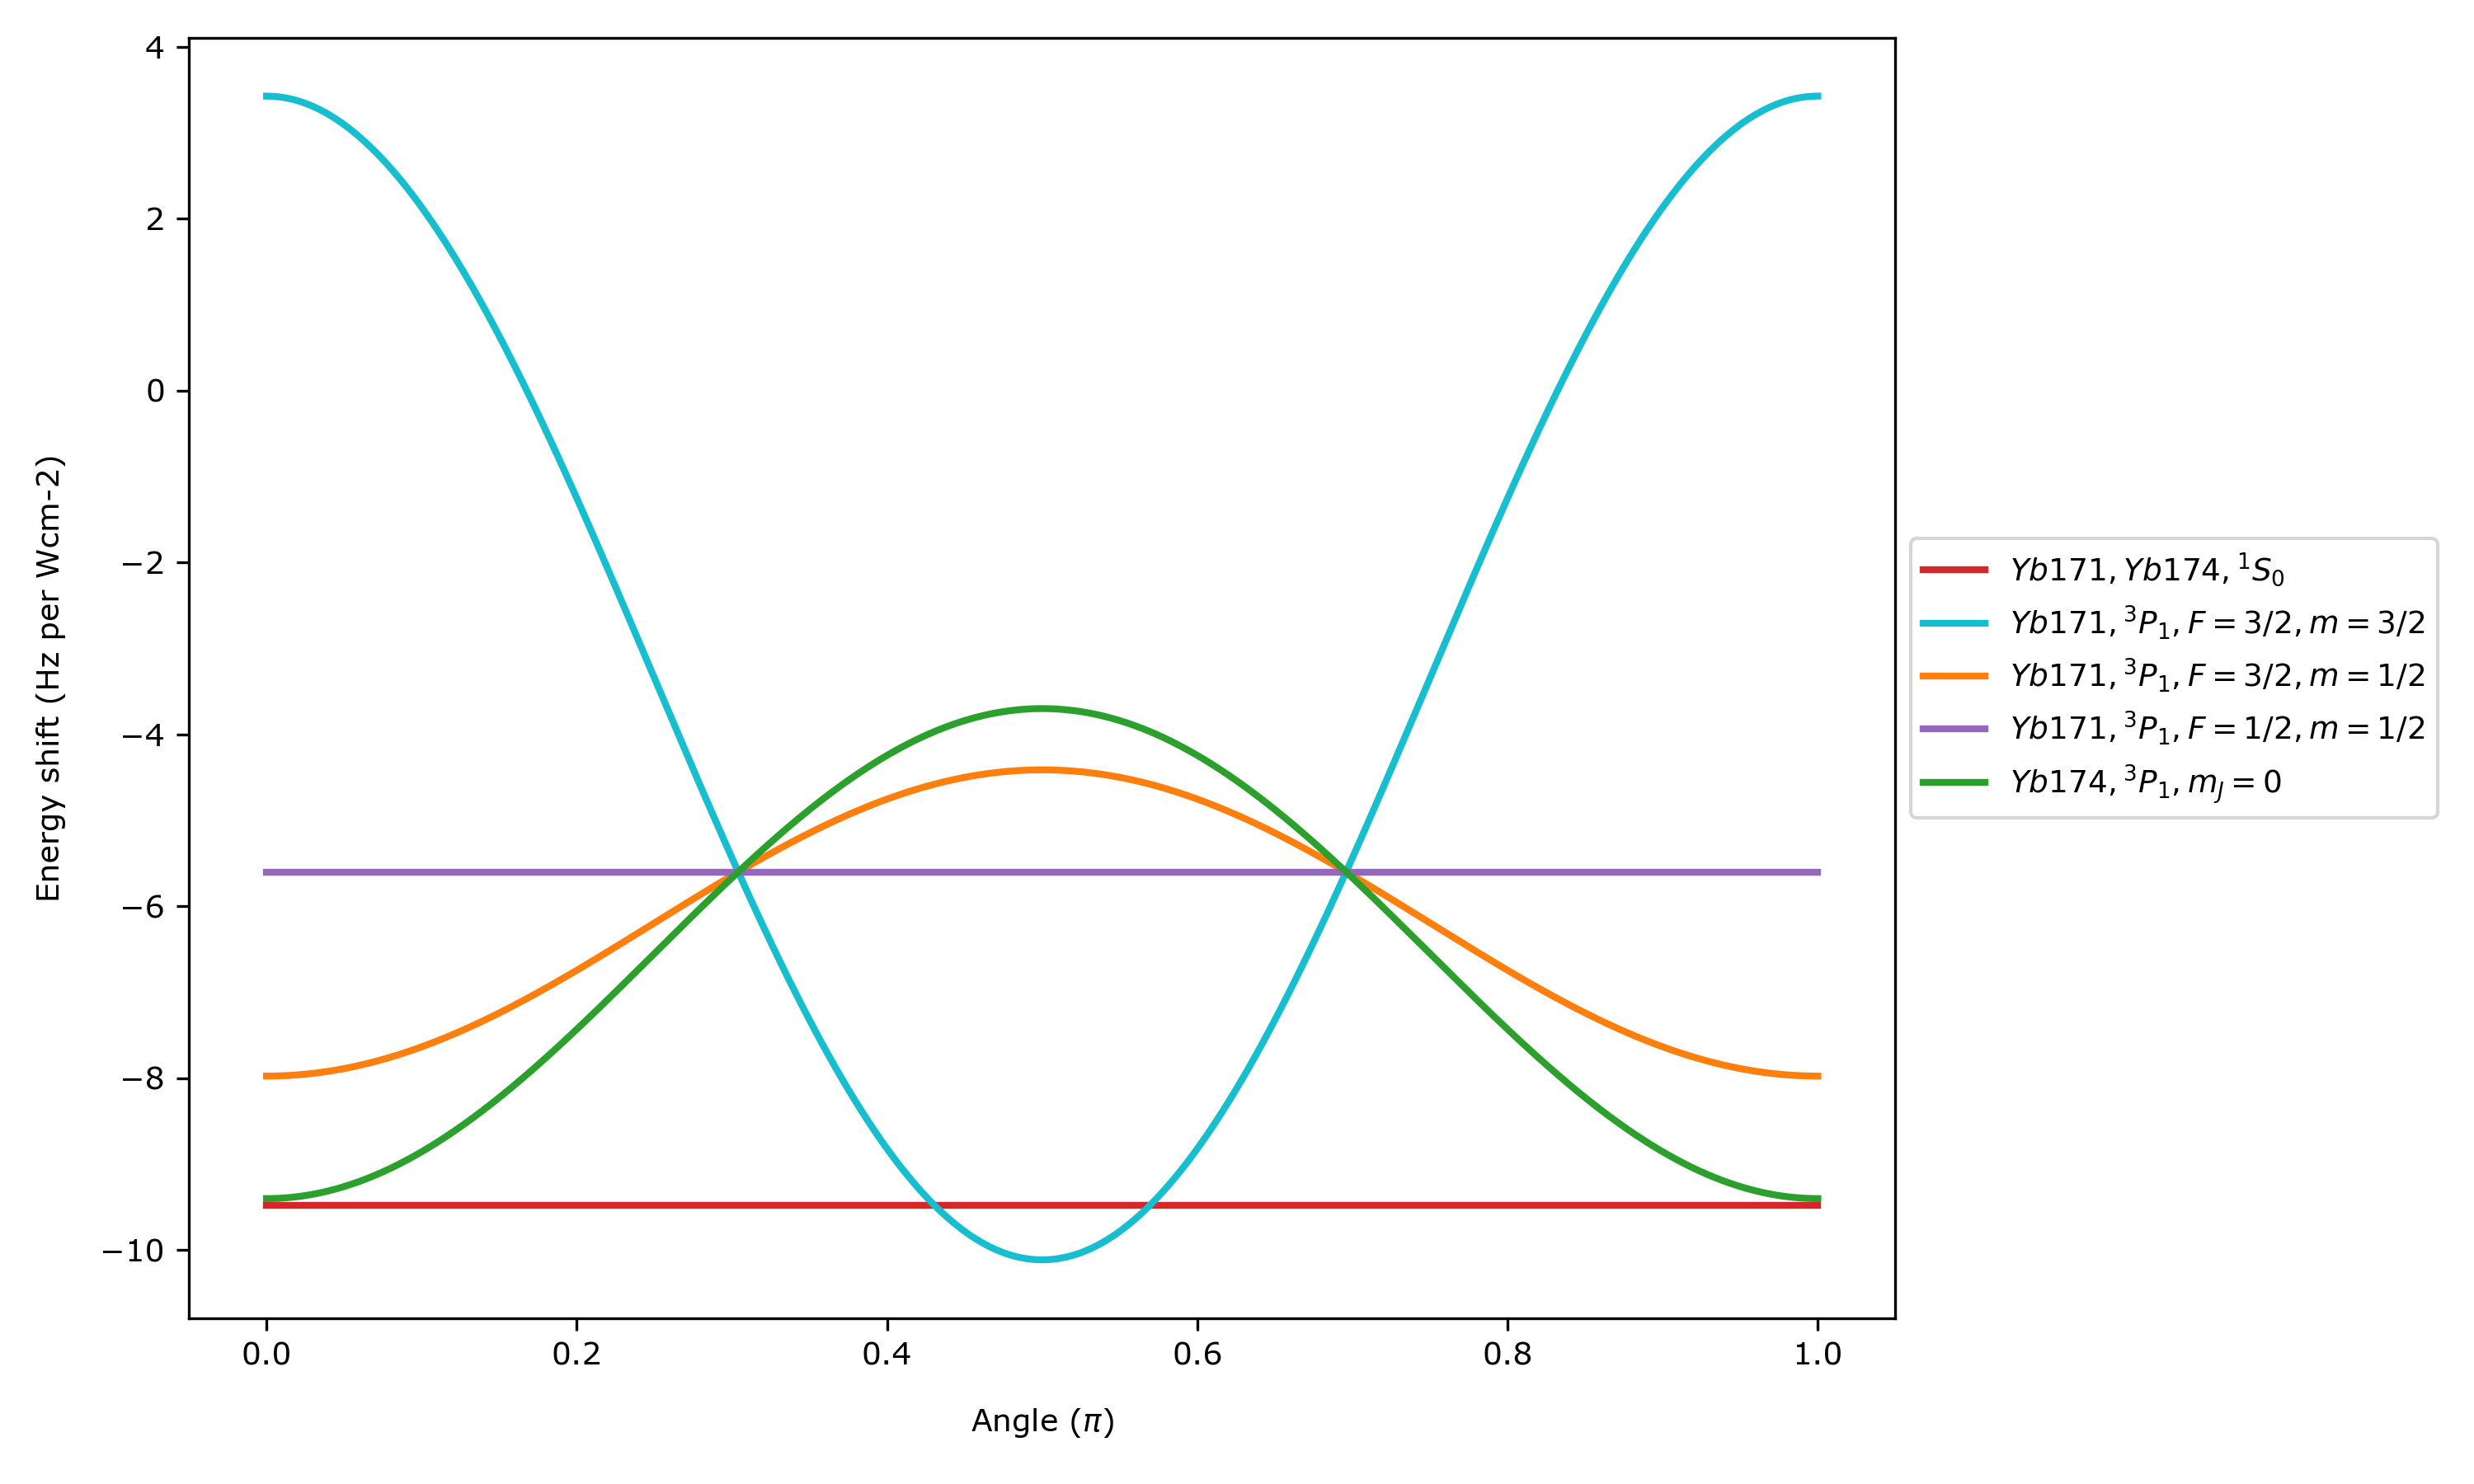 4
2
0
−2
−4
−6
−8
−10
Energy shift (Hz per Wcm-2)
0.0 0.2 0.4 0.6 0.8 1.0
Angle (π)
Yb171, Yb174, ¹S₀
Yb171, ³P₁, F = 3/2, m = 3/2
Yb171, ³P₁, F = 3/2, m = 1/2
Yb171, ³P₁, F = 1/2, m = 1/2
Yb174, ³P₁, m_J = 0